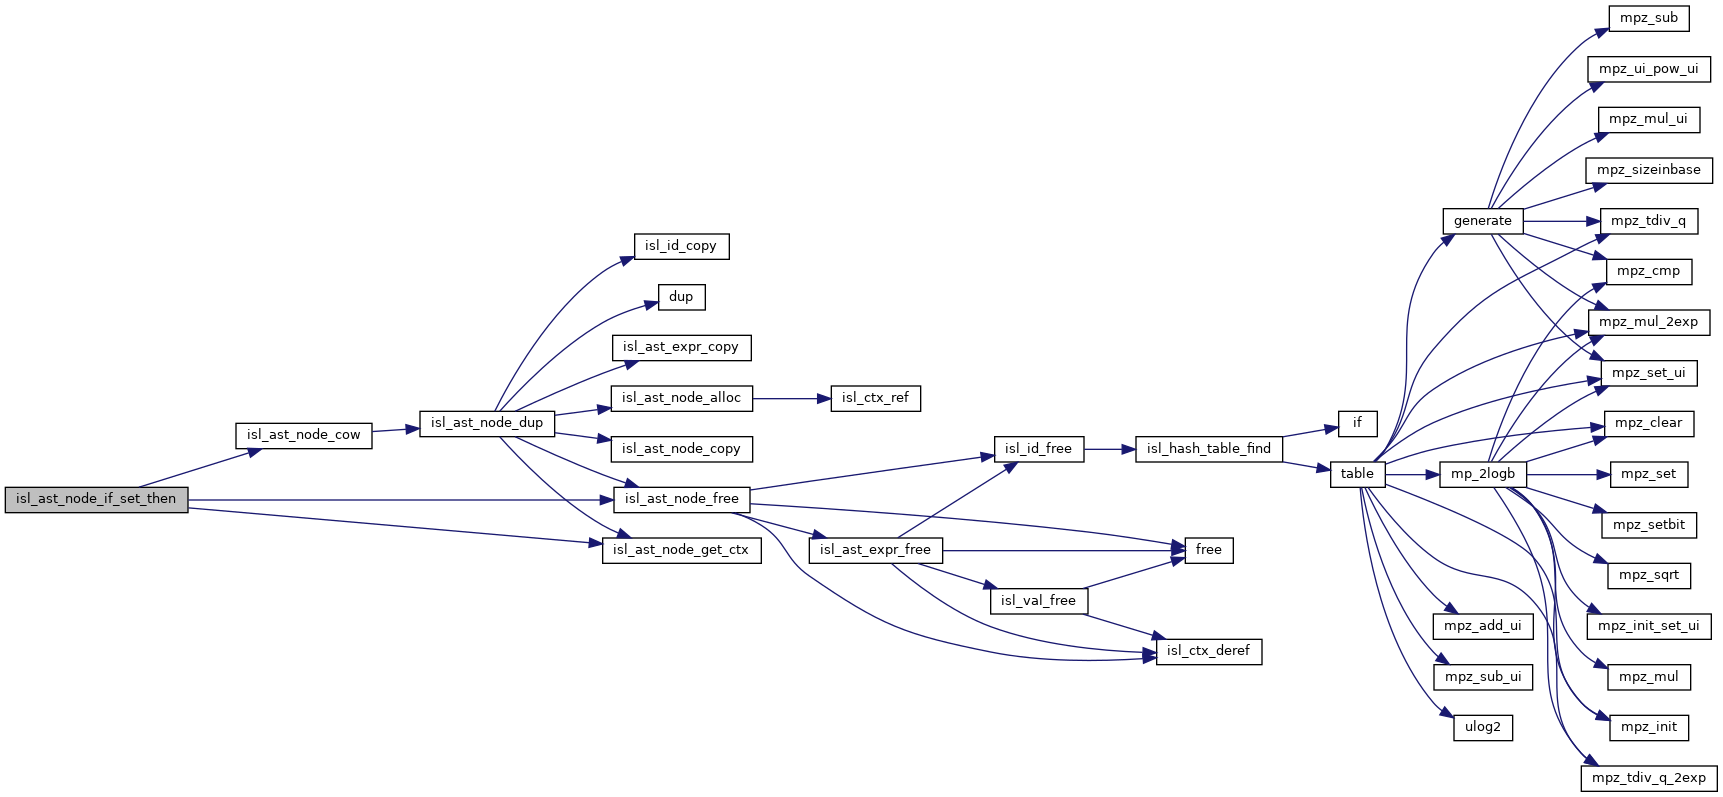 isl_ast_node_if_set_then
isl_ast_node_cow
isl_ast_node_dup
isl_id_copy
dup
isl_ast_expr_copy
isl_ast_node_alloc
isl_ast_node_copy
isl_ast_node_free
isl_ast_node_get_ctx
isl_ctx_ref
isl_ast_expr_free
isl_id_free
isl_val_free
isl_hash_table_find
free
isl_ctx_deref
if
table
generate
mp_2logb
mpz_add_ui
mpz_sub_ui
ulog2
mpz_sub
mpz_ui_pow_ui
mpz_mul_ui
mpz_sizeinbase
mpz_tdiv_q
mpz_cmp
mpz_mul_2exp
mpz_set_ui
mpz_clear
mpz_set
mpz_setbit
mpz_sqrt
mpz_init_set_ui
mpz_mul
mpz_init
mpz_tdiv_q_2exp